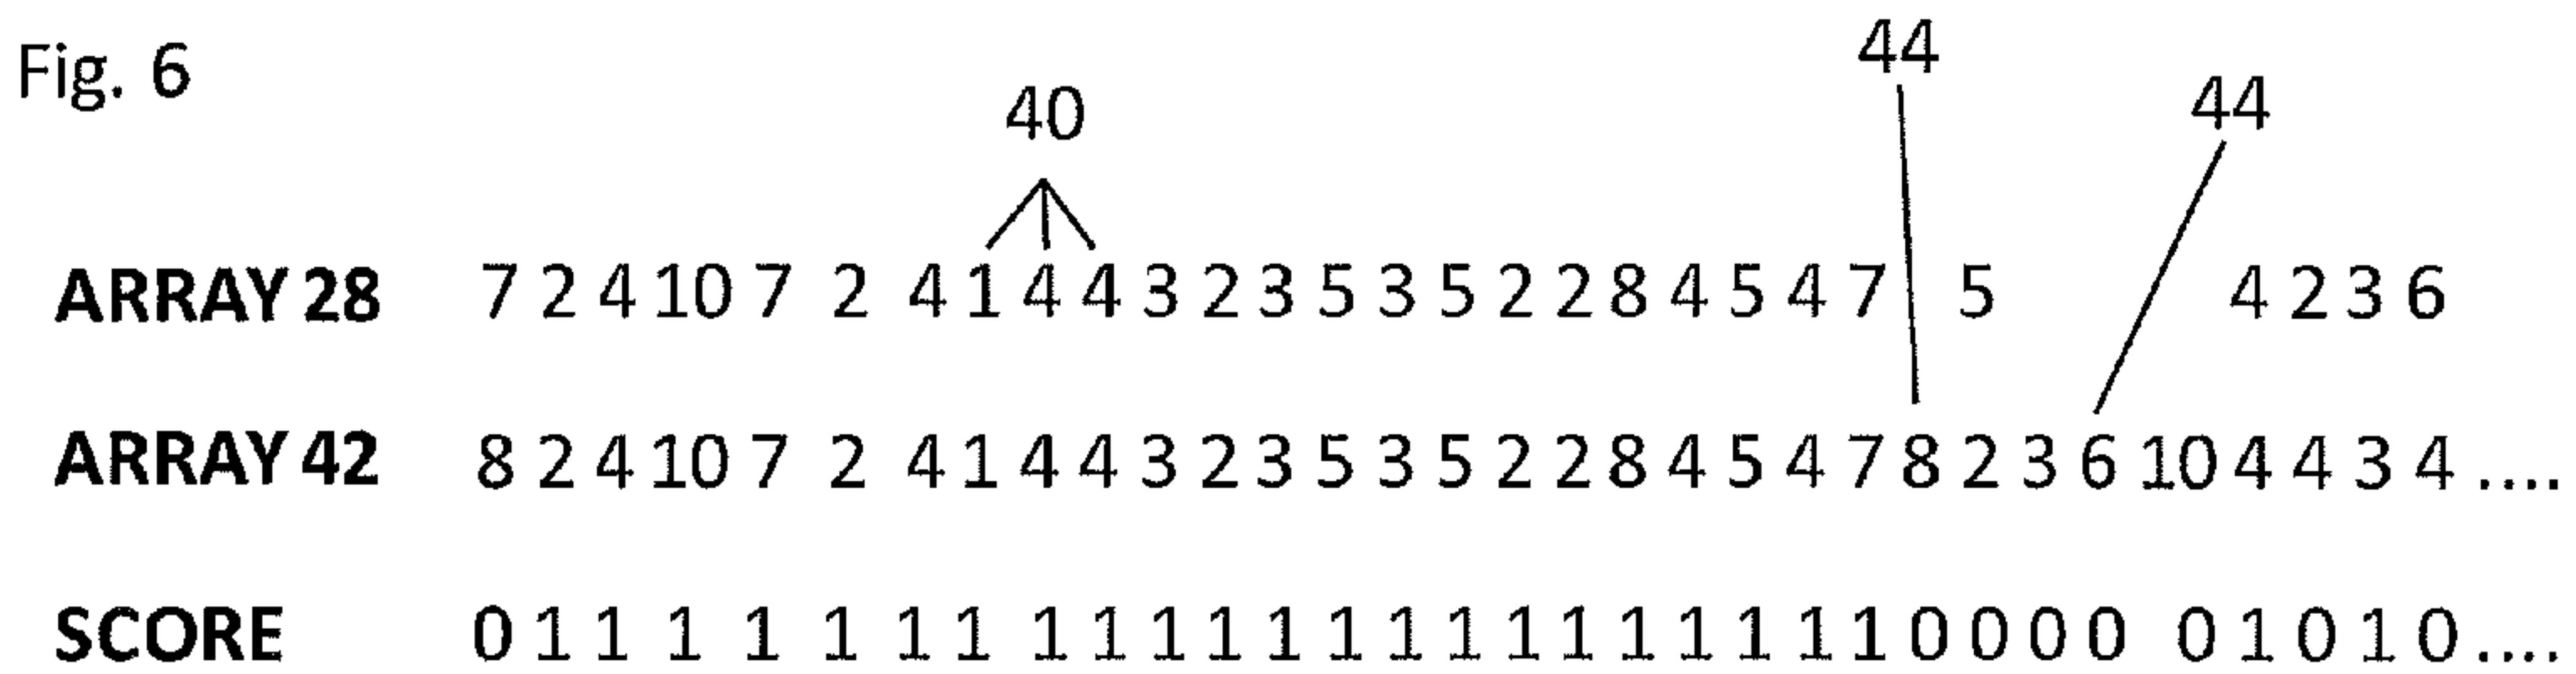 Fig. 6
44
44
40
ARRAY 28 7 2 4 10 7 2 4 1 4 4 3 2 3 5 3 5 2 2 8 4 5 4 7 5 4 2 3 6
ARRAY 42 8 2 4 10 7 2 4 1 4 4 3 2 3 5 3 5 2 2 8 4 5 4 7 8 2 3 6 10 4 4 3 4 ....
SCORE 0 1 1 1 1 1 1 1 1 1 1 1 1 1 1 1 1 1 1 1 1 1 1 0 0 0 0 0 1 0 1 0 ....